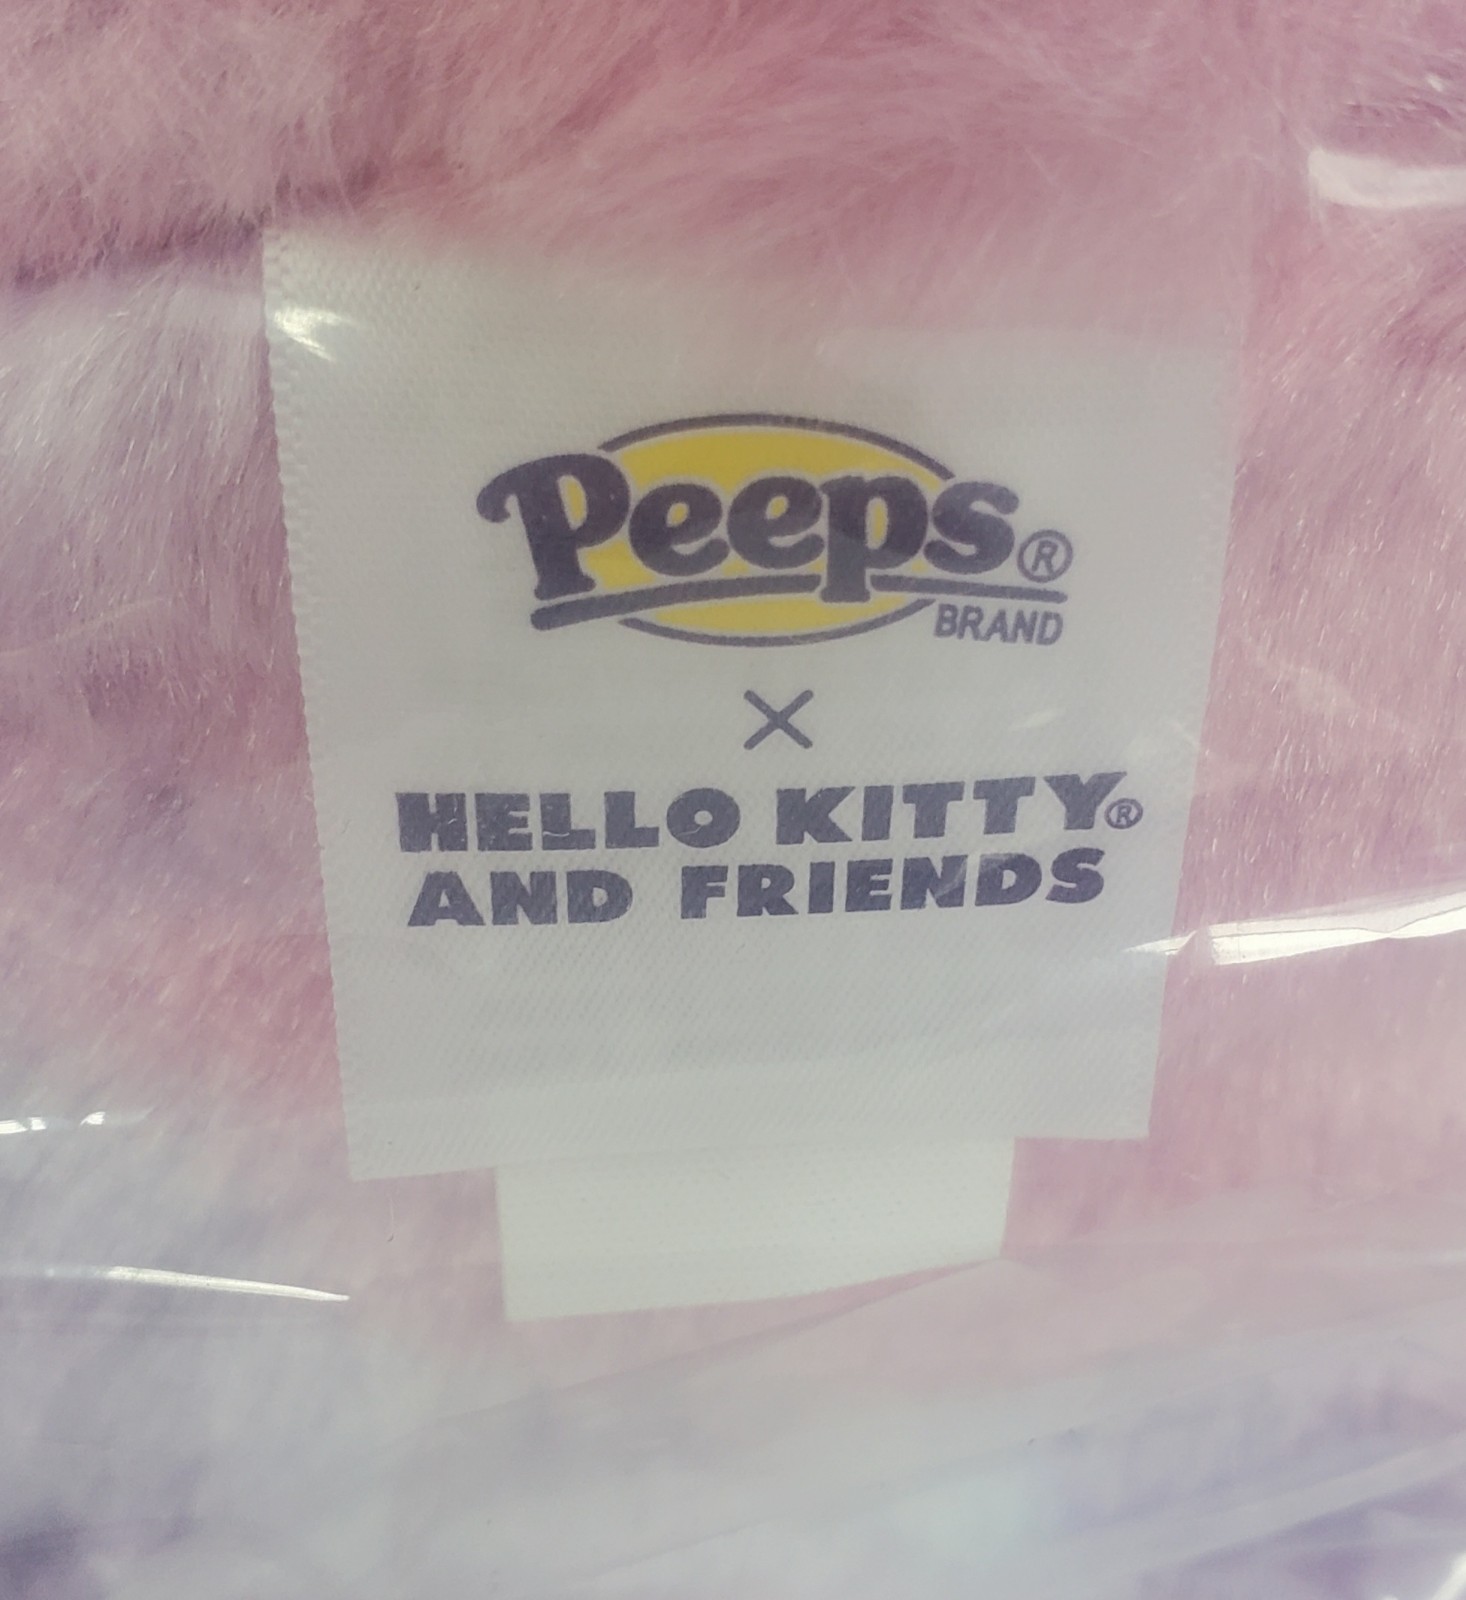 Peeps®
BRAND
×
HELLO KITTY®
AND FRIENDS